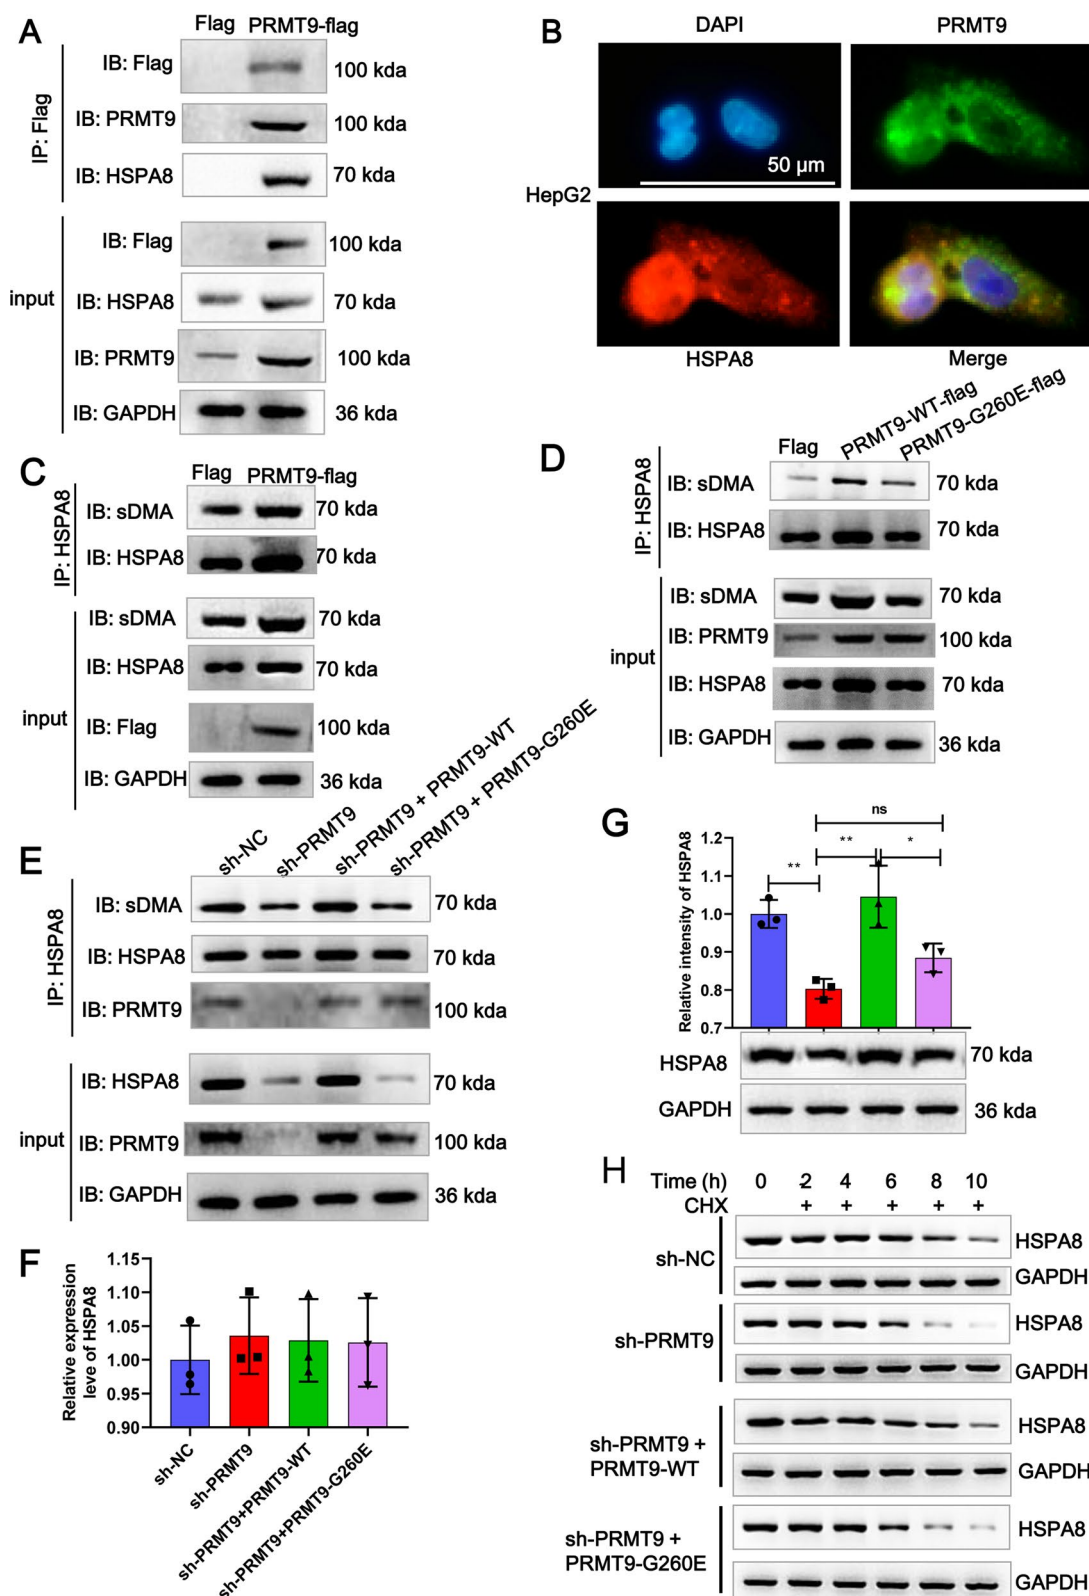 A
Flag PRMT9-flag
IP: Flag
IB: Flag 100 kda
IB: PRMT9 100 kda
IB: HSPA8 70 kda
input
IB: Flag 100 kda
IB: HSPA8 70 kda
IB: PRMT9 100 kda
IB: GAPDH 36 kda
B
DAPI PRMT9
50 µm
HepG2
HSPA8 Merge
C
Flag PRMT9-flag
IP: HSPA8
IB: sDMA 70 kda
IB: HSPA8 70 kda
input
IB: sDMA 70 kda
IB: HSPA8 70 kda
IB: Flag 100 kda
IB: GAPDH 36 kda
D
Flag PRMT9-WT-flag PRMT9-G260E-flag
IP: HSPA8
IB: sDMA 70 kda
IB: HSPA8 70 kda
input
IB: sDMA 70 kda
IB: PRMT9 100 kda
IB: HSPA8 70 kda
IB: GAPDH 36 kda
E
sh-NC sh-PRMT9 sh-PRMT9 + PRMT9-WT sh-PRMT9 + PRMT9-G260E
IP: HSPA8
IB: sDMA 70 kda
IB: HSPA8 70 kda
IB: PRMT9 100 kda
input
IB: HSPA8 70 kda
IB: PRMT9 100 kda
IB: GAPDH 36 kda
F
Relative expression
level of HSPA8
1.15
1.10
1.05
1.00
0.95
0.90
sh-NC
sh-PRMT9
sh-PRMT9+PRMT9-WT
sh-PRMT9+PRMT9-G260E
G
Relative intensity of HSPA8
1.2
1.1
1.0
0.9
0.8
0.7
ns
** ** *
HSPA8 70 kda
GAPDH 36 kda
H
Time (h) 0 2 4 6 8 10
CHX + + + + +
sh-NC
HSPA8
GAPDH
sh-PRMT9
HSPA8
GAPDH
sh-PRMT9 +
PRMT9-WT
HSPA8
GAPDH
sh-PRMT9 +
PRMT9-G260E
HSPA8
GAPDH